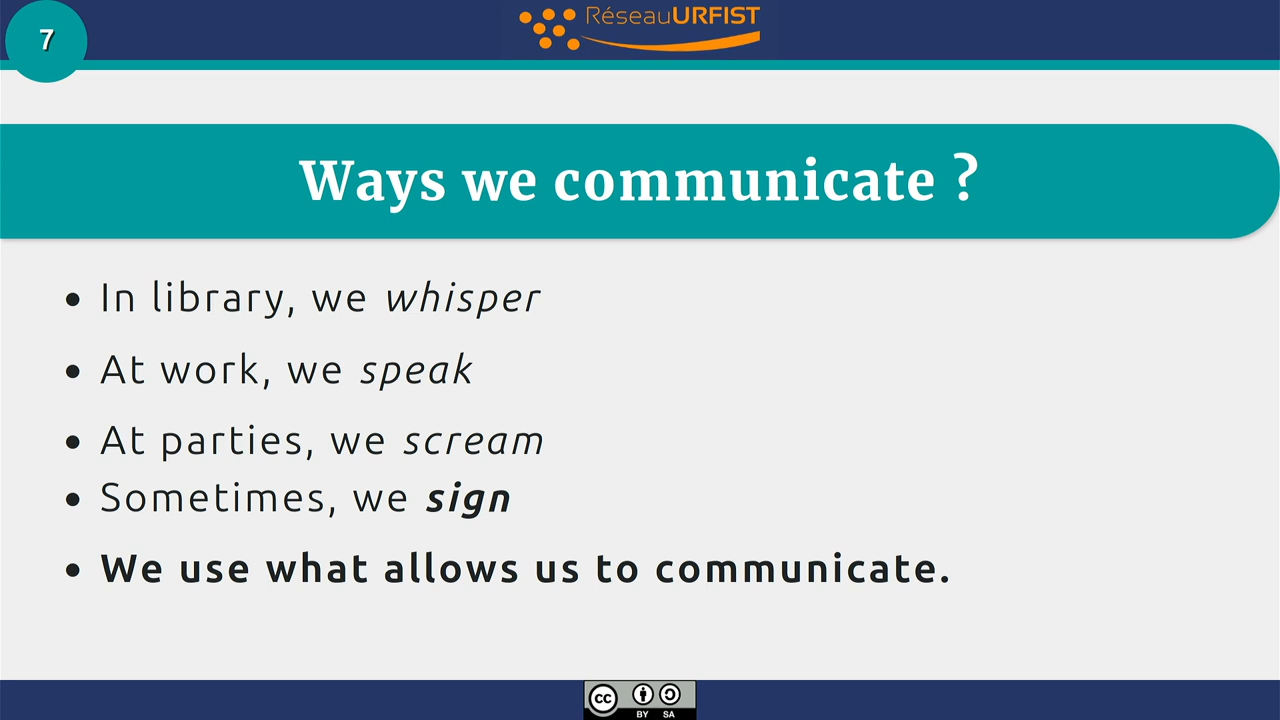 7
RéseauURFIST
Ways we communicate ?
• In library, we whisper
• At work, we speak
• At parties, we scream
• Sometimes, we sign
• We use what allows us to communicate.
cc
BY SA